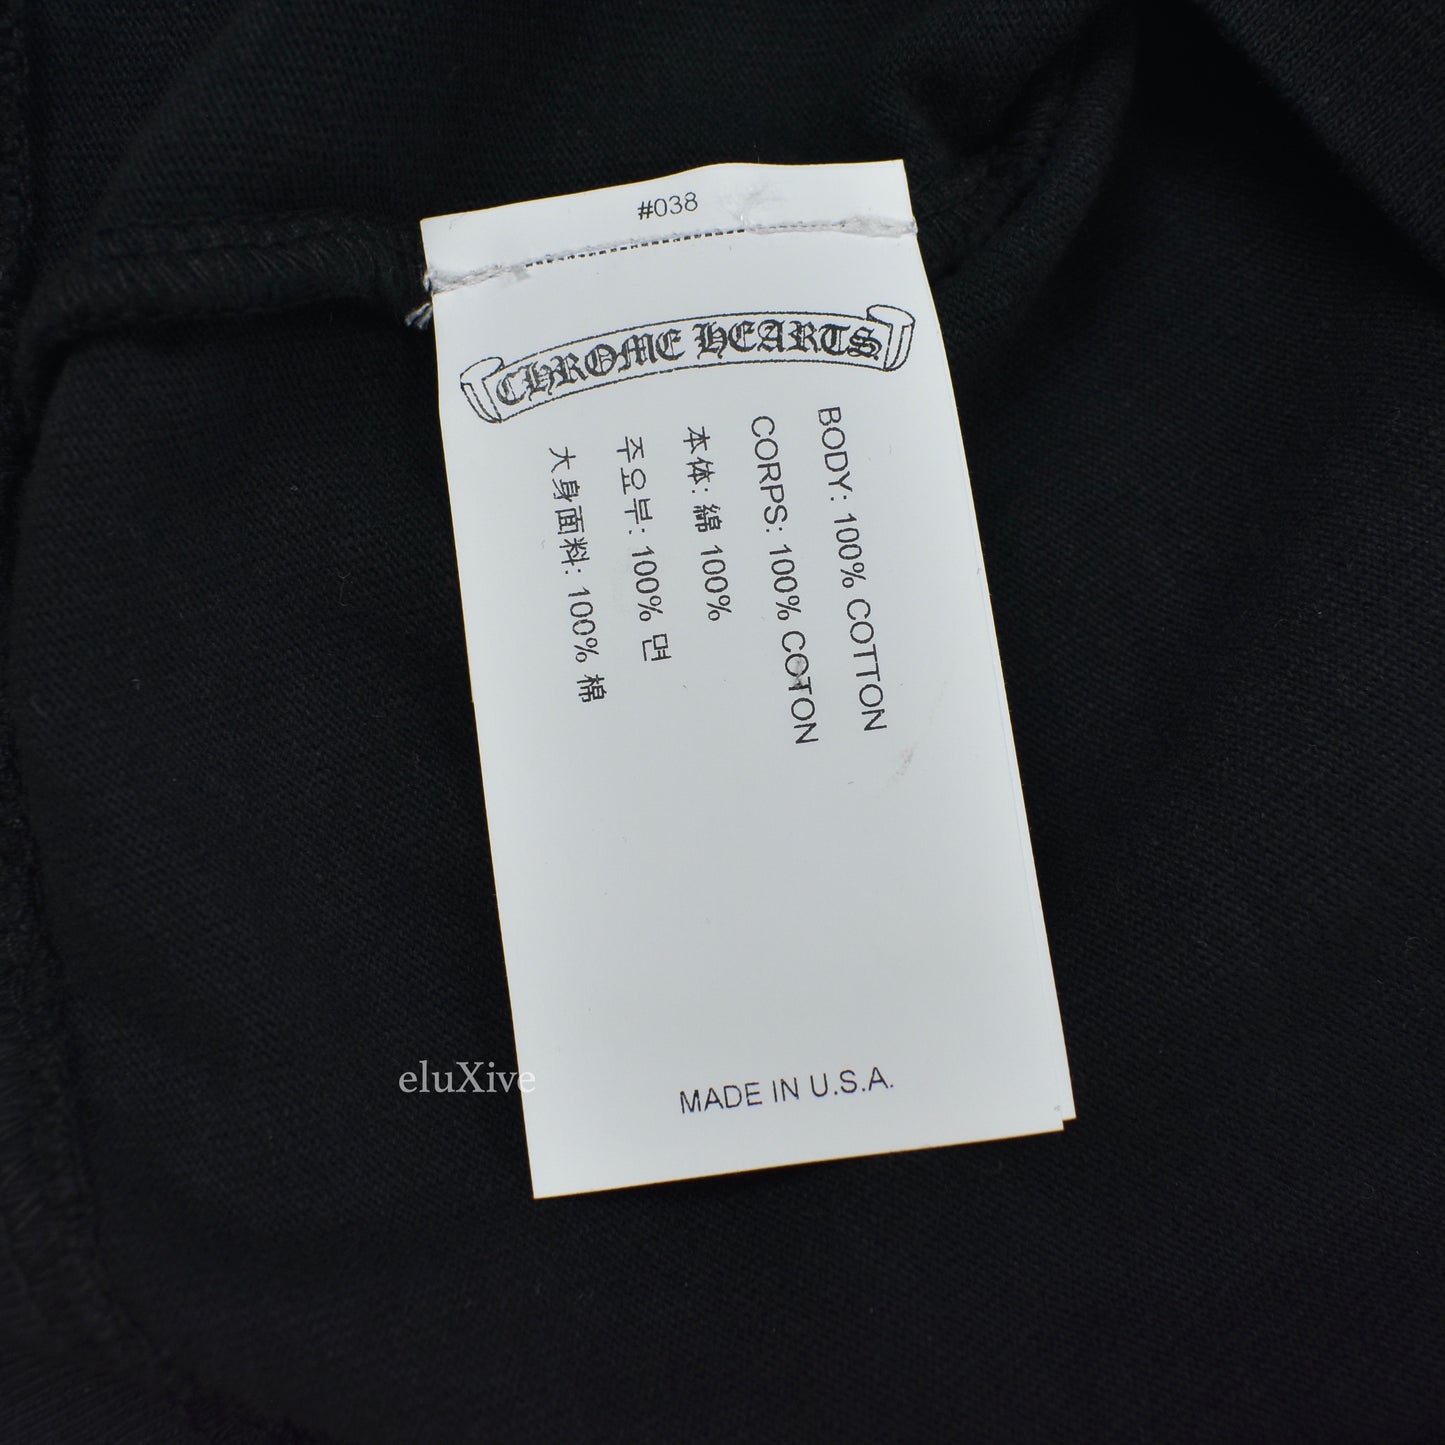 #038
CHROME HEARTS
BODY: 100% COTTON
CORPS: 100% COTON
本体: 綿 100%
주요부: 100% 면
大身面料: 100% 棉
MADE IN U.S.A.
eluXive